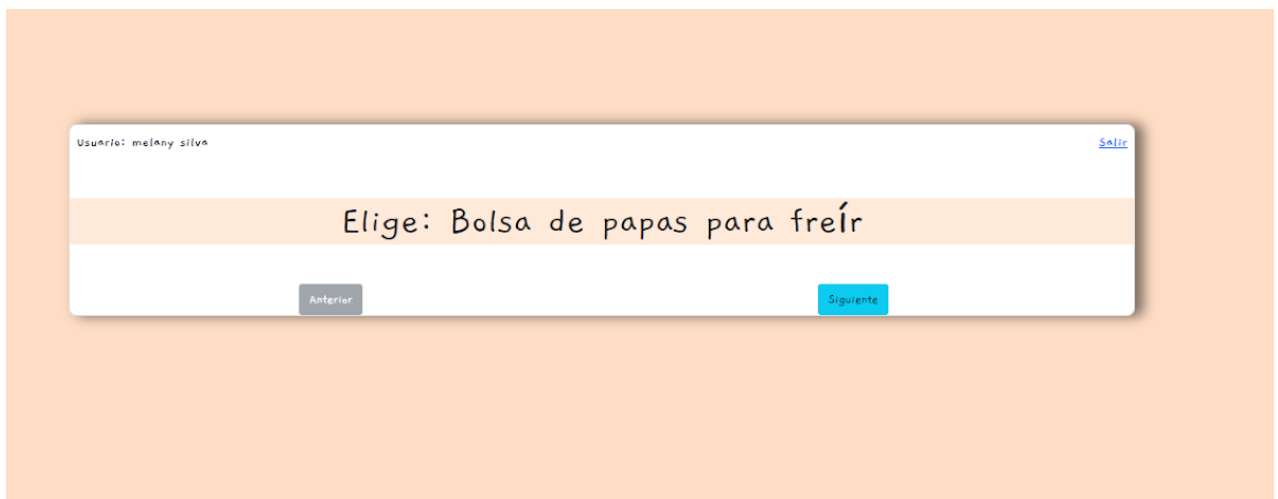 Usuario: melany silva
Salir
Elige: Bolsa de papas para freír
Anterior
Siguiente